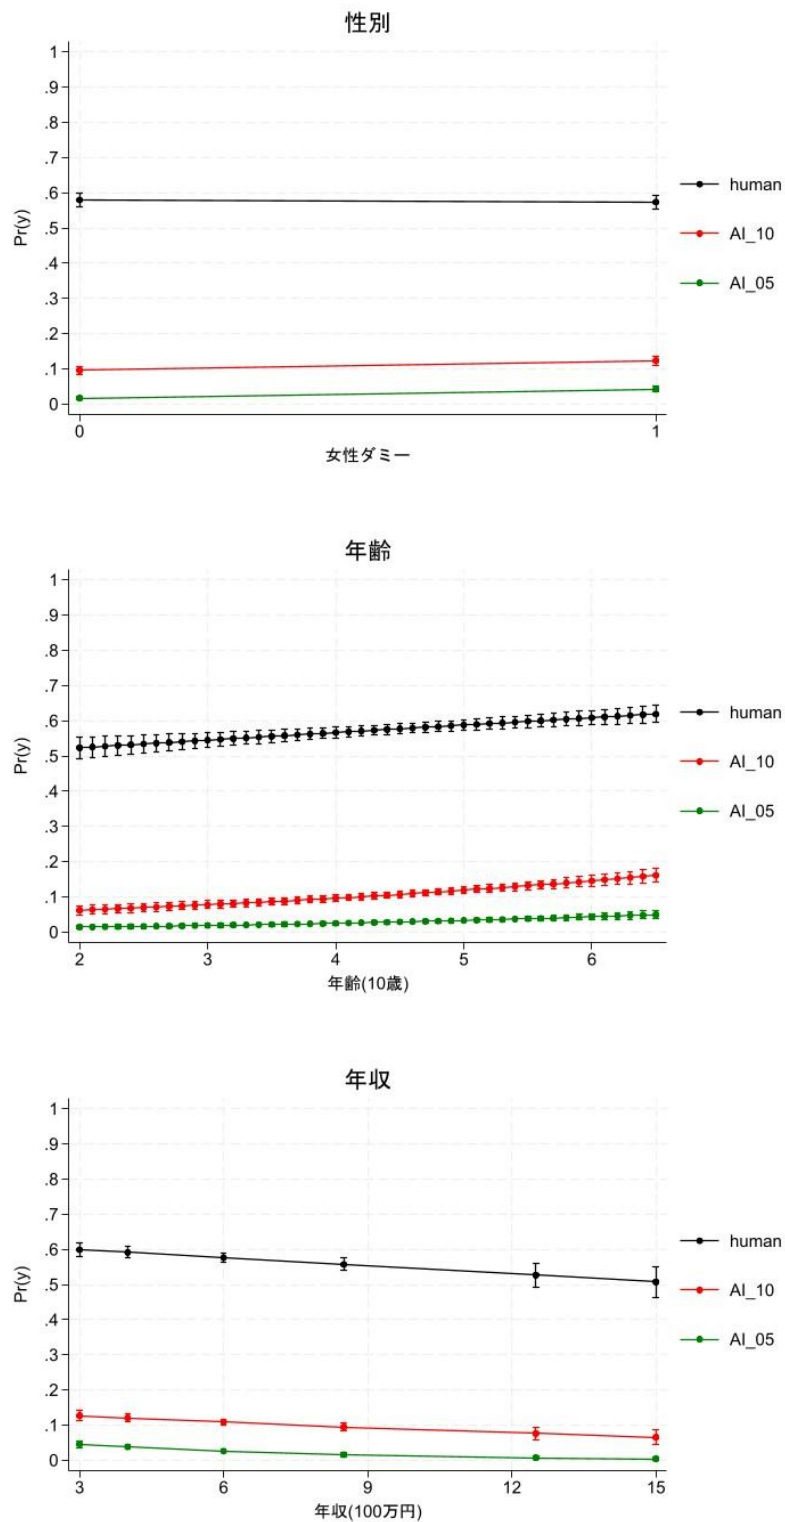 性別
1
.9
.8
.7
.6
.5
.4
.3
.2
.1
0
Pr(y)
0 1
女性ダミー
human
AI_10
AI_05
年齢
1
.9
.8
.7
.6
.5
.4
.3
.2
.1
0
Pr(y)
2 3 4 5 6
年齢(10歳)
human
AI_10
AI_05
年収
1
.9
.8
.7
.6
.5
.4
.3
.2
.1
0
Pr(y)
3 6 9 12 15
年収(100万円)
human
AI_10
AI_05